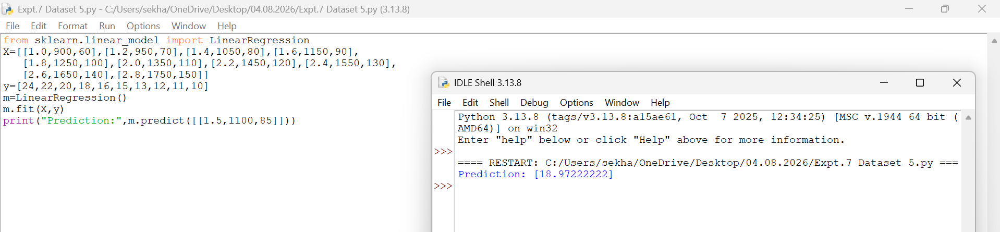 Expt.7 Dataset 5.py - C:/Users/sekha/OneDrive/Desktop/04.08.2026/Expt.7 Dataset 5.py (3.13.8)
File Edit Format Run Options Window Help
from sklearn.linear_model import LinearRegression
X=[[1.0,900,60],[1.2,950,70],[1.4,1050,80],[1.6,1150,90],
[1.8,1250,100],[2.0,1350,110],[2.2,1450,120],[2.4,1550,130],
[2.6,1650,140],[2.8,1750,150]]
y=[24,22,20,18,16,15,13,12,11,10]
m=LinearRegression()
m.fit(X,y)
print("Prediction:",m.predict([[1.5,1100,85]]))
IDLE Shell 3.13.8
File Edit Shell Debug Options Window Help
Python 3.13.8 (tags/v3.13.8:a15ae61, Oct  7 2025, 12:34:25) [MSC v.1944 64 bit (
AMD64)] on win32
Enter "help" below or click "Help" above for more information.
>>>
==== RESTART: C:/Users/sekha/OneDrive/Desktop/04.08.2026/Expt.7 Dataset 5.py ===
Prediction: [18.97222222]
>>>